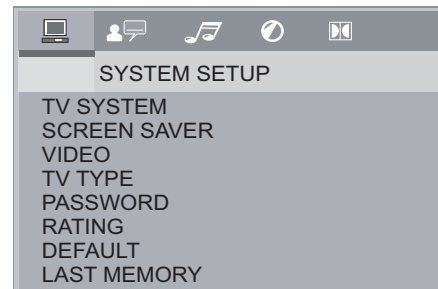 SYSTEM SETUP
TV SYSTEM
SCREEN SAVER
VIDEO
TV TYPE
PASSWORD
RATING
DEFAULT
LAST MEMORY